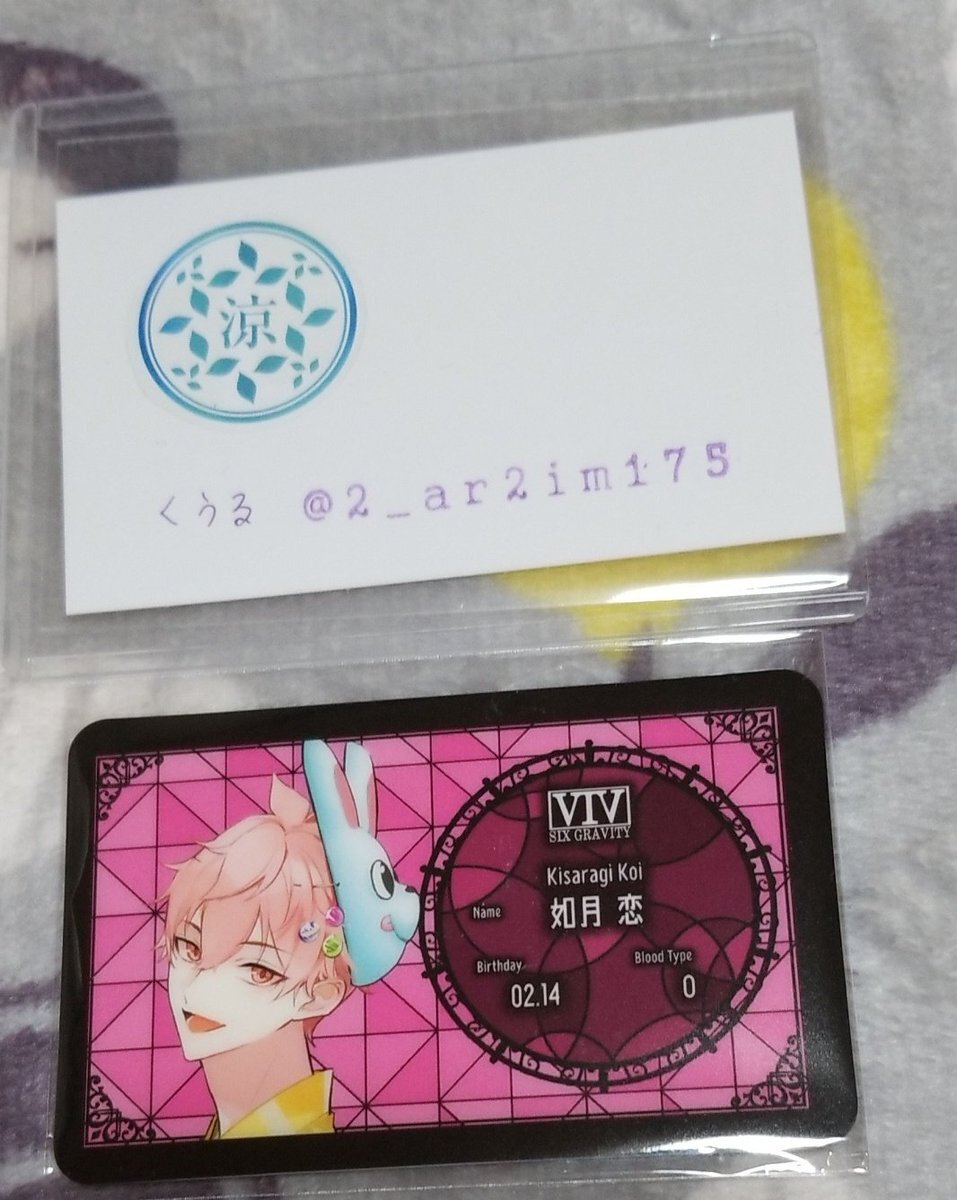 涼
くうる @2_ar2im175
VIV
SIX GRAVITY
Kisaragi Koi
Name 如月 恋
Birthday Blood Type
02.14 O